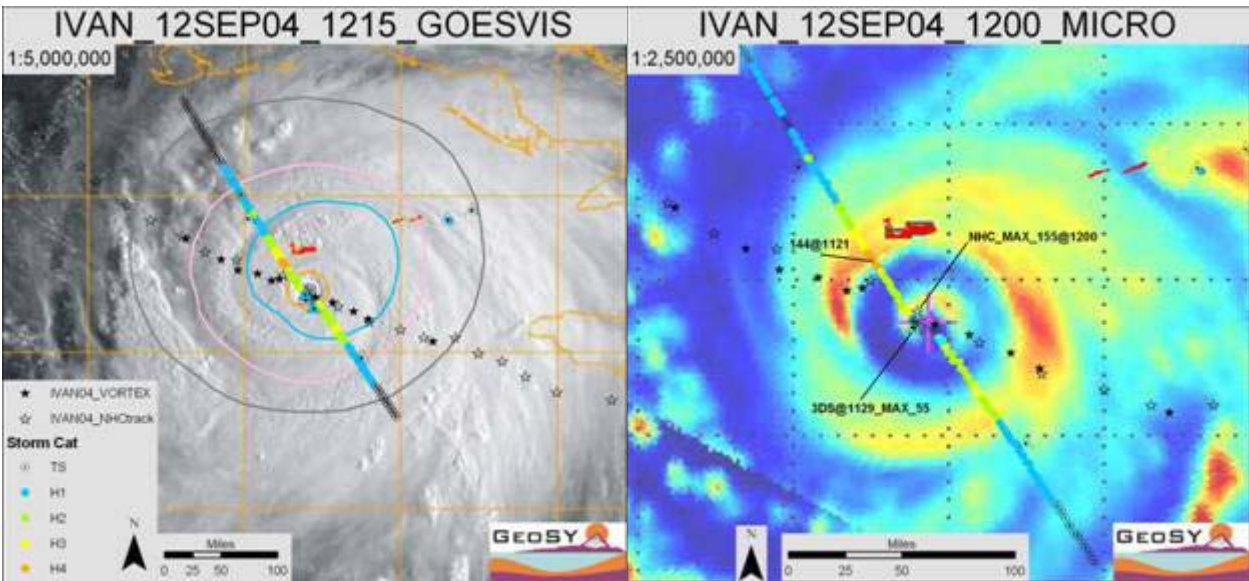 IVAN_12SEP04_1215_GOESVIS
1:5,000,000
★ IVAN04_VORTEX
☆ IVAN04_NHCtrack
Storm Cat
TS
H1
H2
H3
H4
N
Miles
0 25 50 100
GEOSY
IVAN_12SEP04_1200_MICRO
1:2,500,000
144@1121
NHC_MAX_155@1200
3DS@1129_MAX_55
N
Miles
0 25 50 100
GEOSY